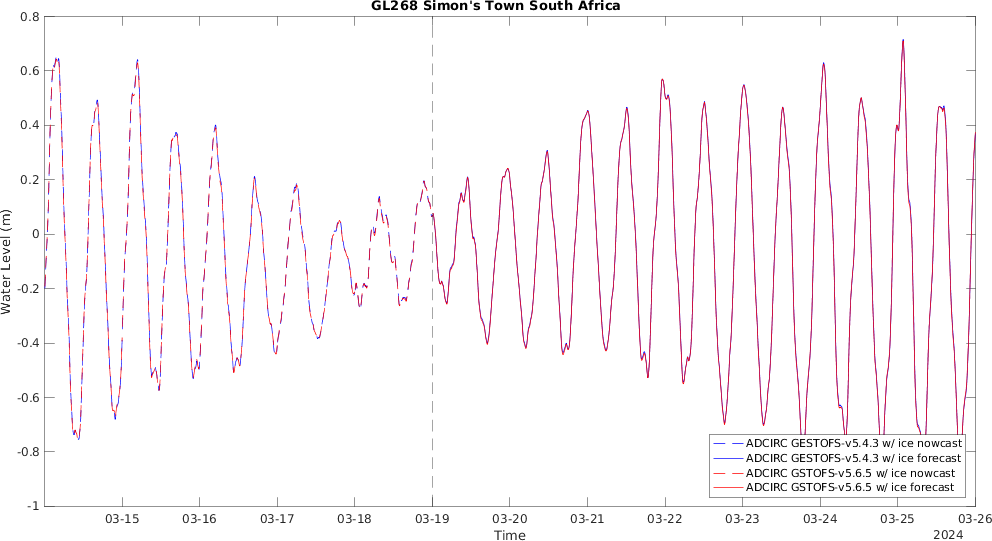 GL268 Simon's Town South Africa
Water Level (m)
0.8
0.6
0.4
0.2
0
-0.2
-0.4
-0.6
-0.8
-1
ADCIRC GESTOFS-v5.4.3 w/ ice nowcast
ADCIRC GESTOFS-v5.4.3 w/ ice forecast
ADCIRC GSTOFS-v5.6.5 w/ ice nowcast
ADCIRC GSTOFS-v5.6.5 w/ ice forecast
03-15 03-16 03-17 03-18 03-19 03-20 03-21 03-22 03-23 03-24 03-25 03-26
Time
2024